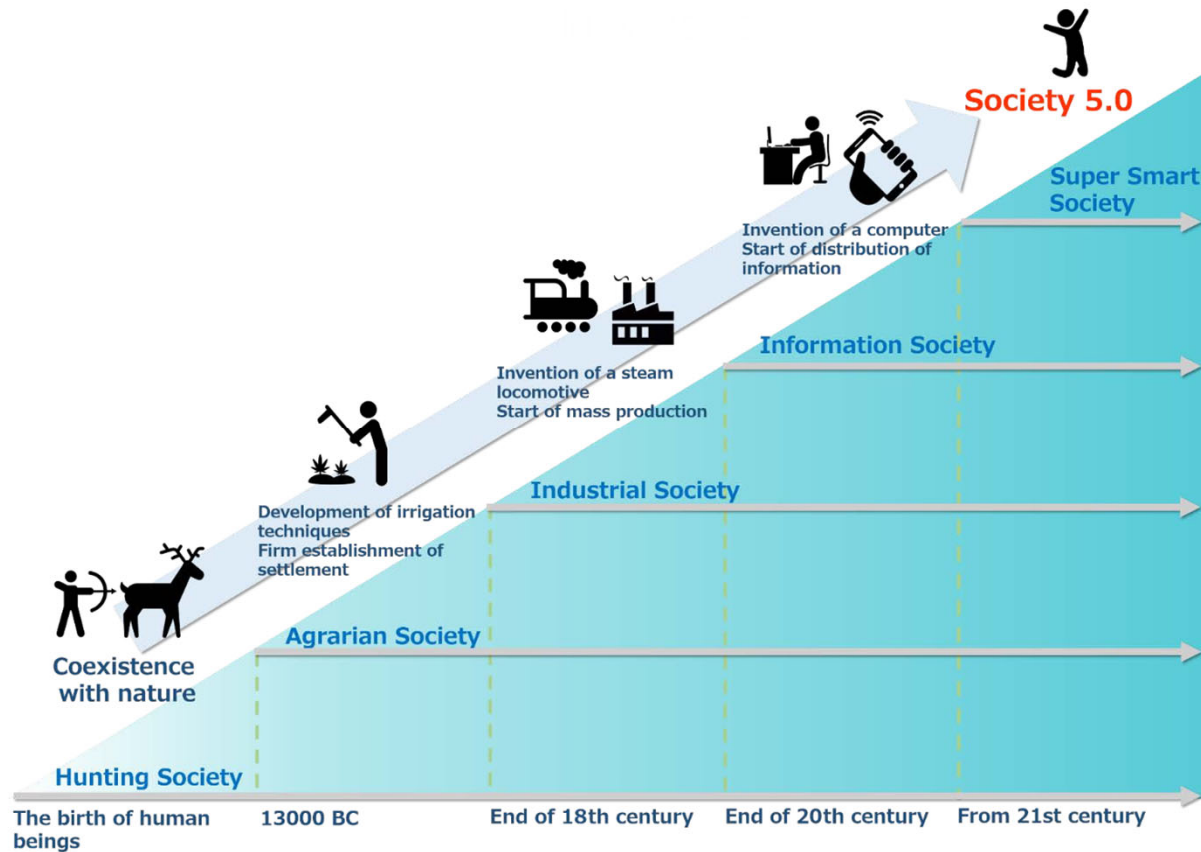 Society 5.0
Super Smart
Society
Invention of a computer
Start of distribution of
information
Information Society
Invention of a steam
locomotive
Start of mass production
Industrial Society
Development of irrigation
techniques
Firm establishment of
settlement
Agrarian Society
Coexistence
with nature
Hunting Society
The birth of human
beings
13000 BC
End of 18th century
End of 20th century
From 21st century